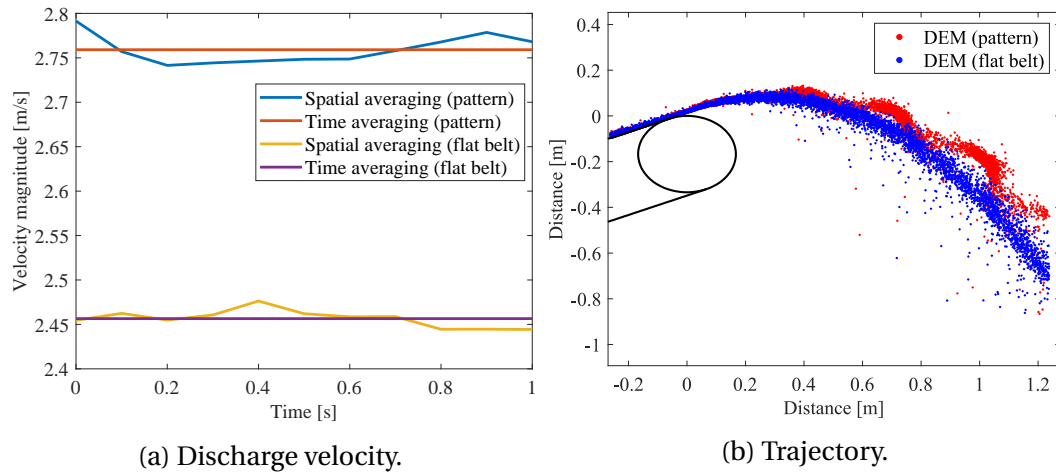 2.8
2.75
2.7
2.65
2.6
2.55
2.5
2.45
2.4
Velocity magnitude [m/s]
Spatial averaging (pattern)
Time averaging (pattern)
Spatial averaging (flat belt)
Time averaging (flat belt)
0 0.2 0.4 0.6 0.8 1
Time [s]
(a) Discharge velocity.
0.4
0.2
0
-0.2
-0.4
-0.6
-0.8
-1
Distance [m]
DEM (pattern)
DEM (flat belt)
-0.2 0 0.2 0.4 0.6 0.8 1 1.2
Distance [m]
(b) Trajectory.